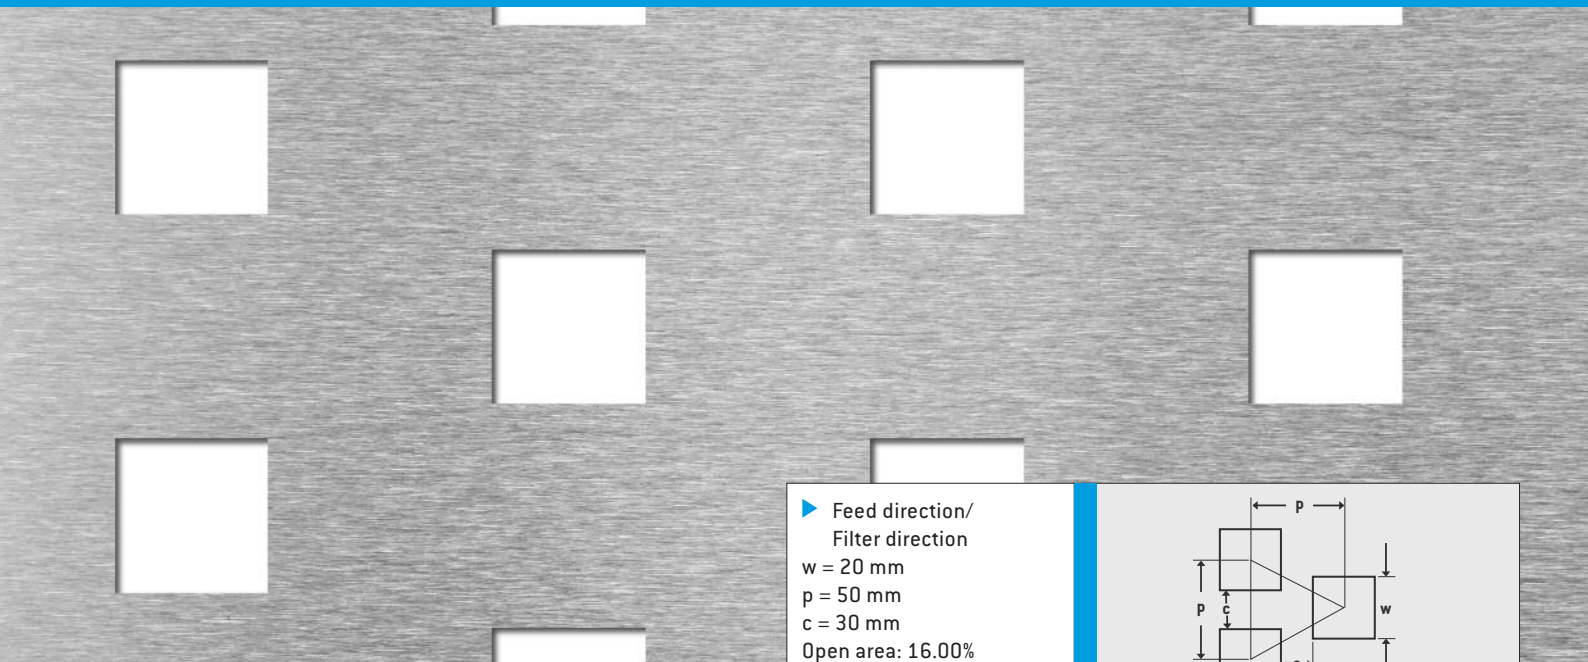 Feed direction/
Filter direction
w = 20 mm
p = 50 mm
c = 30 mm
Open area: 16.00%
p
p
c
w